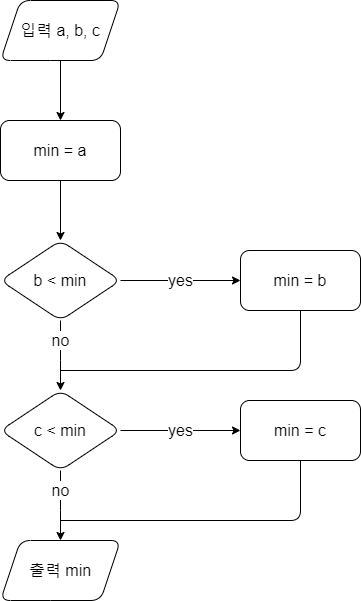 입력 a, b, c
min = a
b < min
yes
min = b
no
c < min
yes
min = c
no
출력 min